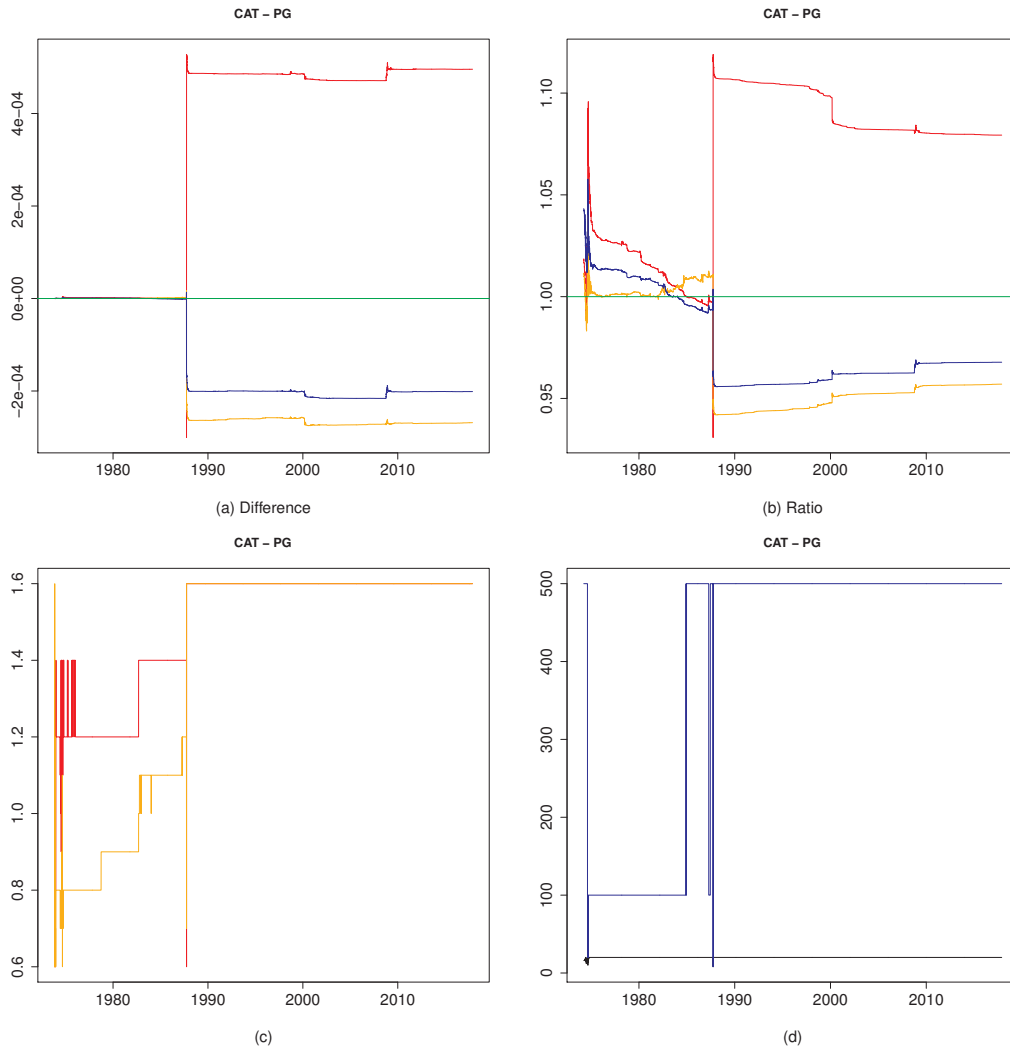 CAT – PG
4e−04
2e−04
0e+00
−2e−04
1980 1990 2000 2010
(a) Difference
CAT – PG
1.10
1.05
1.00
0.95
1980 1990 2000 2010
(b) Ratio
CAT – PG
1.6
1.4
1.2
1.0
0.8
0.6
1980 1990 2000 2010
(c)
CAT – PG
500
400
300
200
100
0
1980 1990 2000 2010
(d)